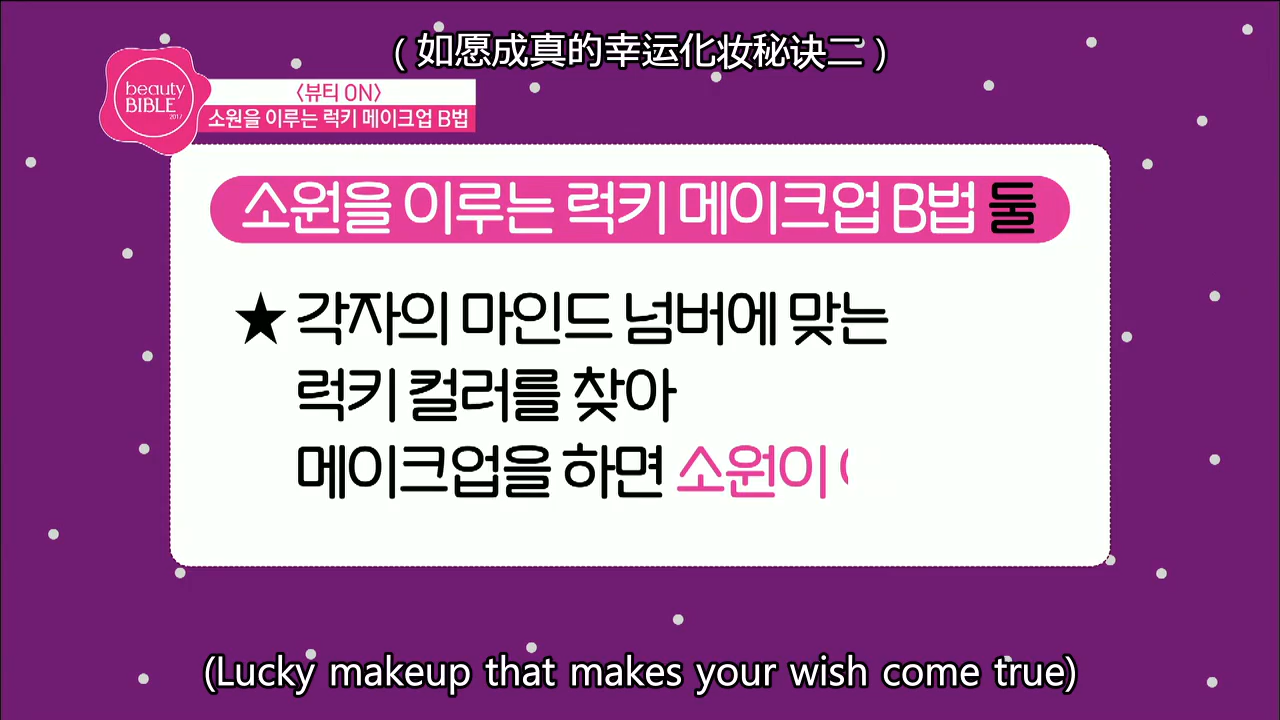 (如愿成真的幸运化妆秘诀二)
beauty
BIBLE
2017
〈뷰티 ON〉
소원을 이루는 럭키 메이크업 B법
소원을 이루는 럭키 메이크업 B법 둘
★ 각자의 마인드 넘버에 맞는
럭키 컬러를 찾아
메이크업을 하면 소원이
(Lucky makeup that makes your wish come true)